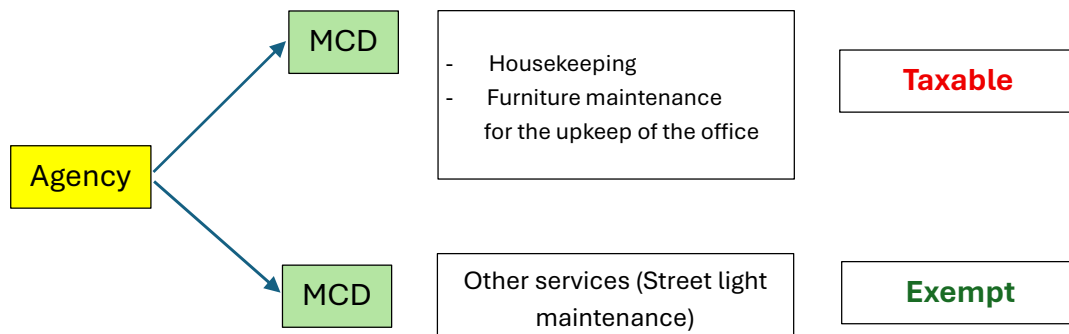 MCD
- Housekeeping
- Furniture maintenance
for the upkeep of the office
Taxable
Agency
MCD
Other services (Street light
maintenance)
Exempt